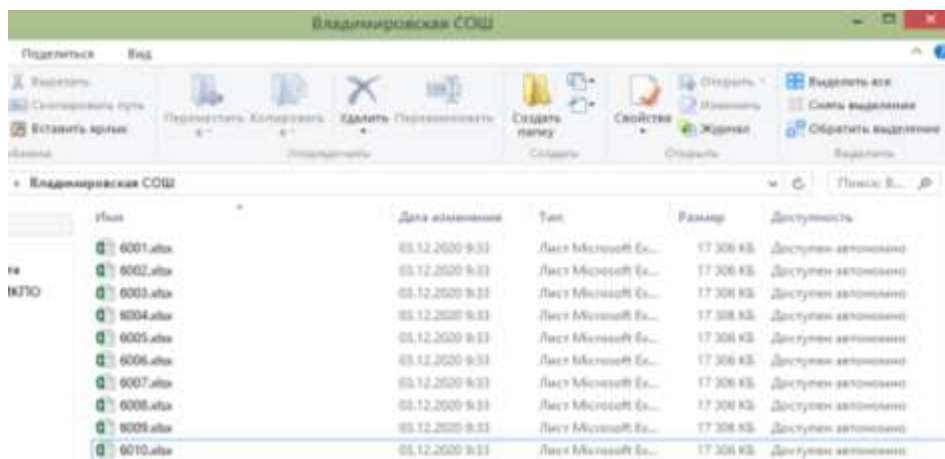 Владимировская СОШ
Поделиться Вид
Вырезать
Скопировать путь
Вставить ярлык
Переместить в Копировать в Удалить Переименовать
Упорядочить
Создать папку
Создать
Свойства
Открыть
Изменить
Журнал
Открыть
Выделить все
Снять выделение
Обратить выделение
Выделить
Владимировская СОШ
Поиск: В...
Имя Дата изменения Тип Размер Доступность
6001.xlsx 03.12.2020 9:33 Лист Microsoft Ex... 17 306 КБ Доступен автономно
6002.xlsx 03.12.2020 9:33 Лист Microsoft Ex... 17 306 КБ Доступен автономно
6003.xlsx 03.12.2020 9:33 Лист Microsoft Ex... 17 306 КБ Доступен автономно
6004.xlsx 03.12.2020 9:33 Лист Microsoft Ex... 17 306 КБ Доступен автономно
6005.xlsx 03.12.2020 9:33 Лист Microsoft Ex... 17 306 КБ Доступен автономно
6006.xlsx 03.12.2020 9:33 Лист Microsoft Ex... 17 306 КБ Доступен автономно
6007.xlsx 03.12.2020 9:33 Лист Microsoft Ex... 17 306 КБ Доступен автономно
6008.xlsx 03.12.2020 9:33 Лист Microsoft Ex... 17 306 КБ Доступен автономно
6009.xlsx 03.12.2020 9:33 Лист Microsoft Ex... 17 306 КБ Доступен автономно
6010.xlsx 03.12.2020 9:33 Лист Microsoft Ex... 17 306 КБ Доступен автономно